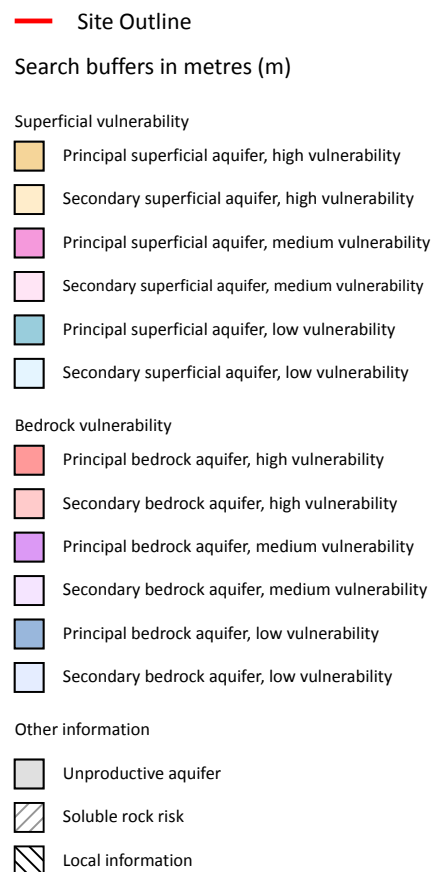 Site Outline
Search buffers in metres (m)
Superficial vulnerability
Principal superficial aquifer, high vulnerability
Secondary superficial aquifer, high vulnerability
Principal superficial aquifer, medium vulnerability
Secondary superficial aquifer, medium vulnerability
Principal superficial aquifer, low vulnerability
Secondary superficial aquifer, low vulnerability
Bedrock vulnerability
Principal bedrock aquifer, high vulnerability
Secondary bedrock aquifer, high vulnerability
Principal bedrock aquifer, medium vulnerability
Secondary bedrock aquifer, medium vulnerability
Principal bedrock aquifer, low vulnerability
Secondary bedrock aquifer, low vulnerability
Other information
Unproductive aquifer
Soluble rock risk
Local information